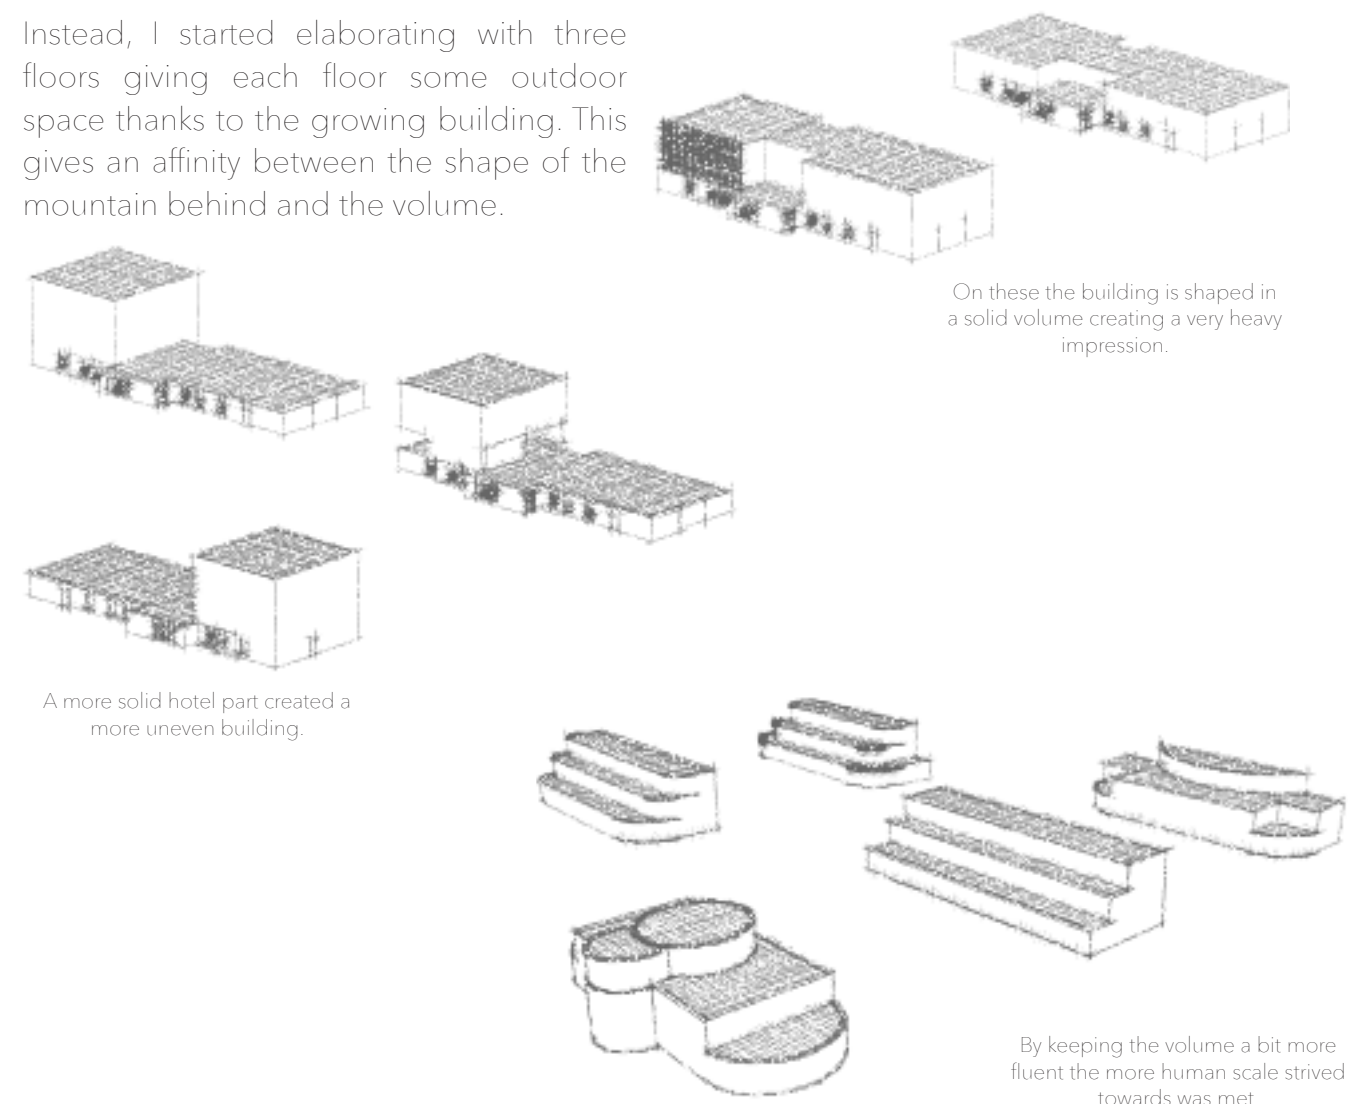 Instead, I started elaborating with three
floors giving each floor some outdoor
space thanks to the growing building. This
gives an affinity between the shape of the
mountain behind and the volume.
On these the building is shaped in
a solid volume creating a very heavy
impression.
A more solid hotel part created a
more uneven building.
By keeping the volume a bit more
fluent the more human scale strived
towards was met